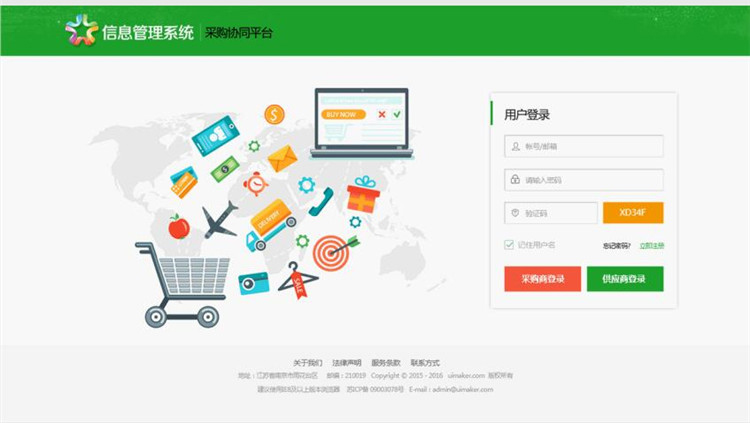 信息管理系统 采购协同平台
BUY NOW
DELIVERY
SALE
用户登录
帐号/邮箱
请输入密码
验证码 XD34F
记住用户名 忘记密码? 立即注册
采购商登录 供应商登录
关于我们 法律声明 服务条款 联系方式
地址:江苏省南京市雨花台区 邮编:210019 Copyright © 2015 - 2016 uimaker.com 版权所有
建议使用IE8及以上版本浏览器 苏ICP备 09003078号 E-mail:admin@uimaker.com